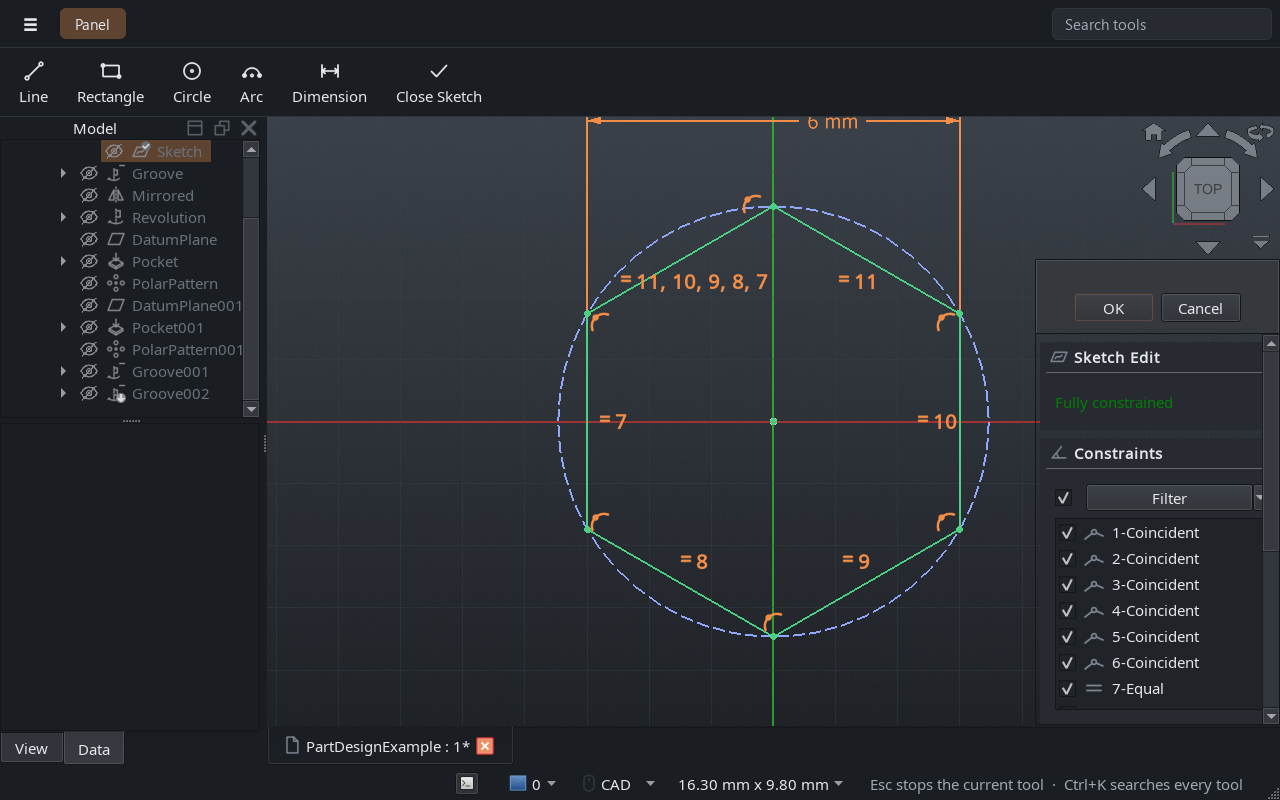 Panel
Search tools
Line
Rectangle
Circle
Arc
Dimension
Close Sketch
Model
Sketch
Groove
Mirrored
Revolution
DatumPlane
Pocket
PolarPattern
DatumPlane001
Pocket001
PolarPattern001
Groove001
Groove002
View
Data
6 mm
=11, 10, 9, 8, 7
=11
=7
=10
=8
=9
TOP
OK
Cancel
Sketch Edit
Fully constrained
Constraints
Filter
1-Coincident
2-Coincident
3-Coincident
4-Coincident
5-Coincident
6-Coincident
7-Equal
PartDesignExample : 1*
0
CAD
16.30 mm x 9.80 mm
Esc stops the current tool · Ctrl+K searches every tool